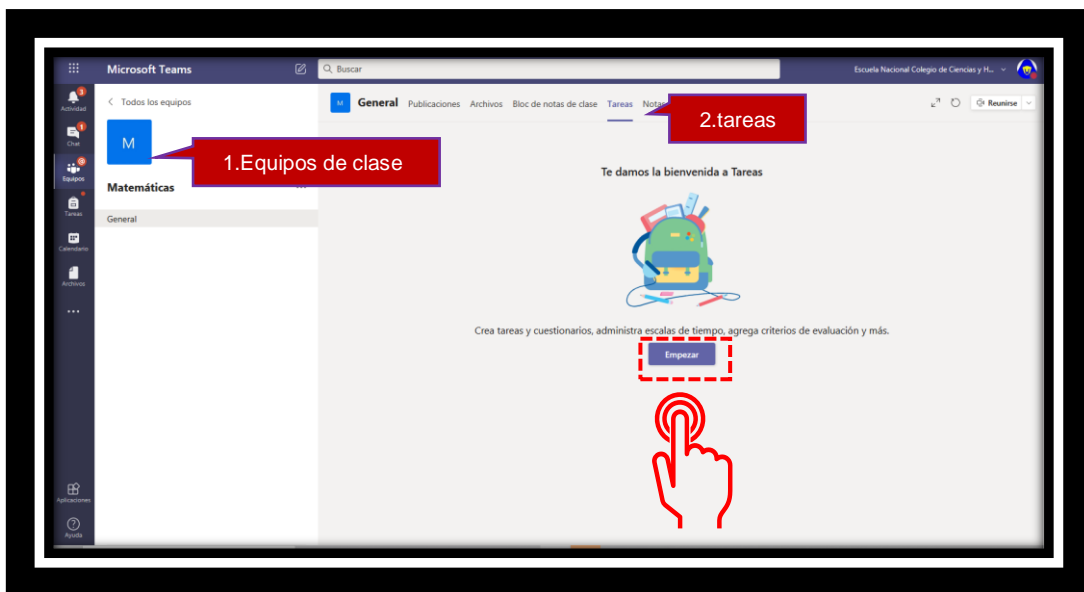 Microsoft Teams
Buscar
Escuela Nacional Colegio de Ciencias y H...
3
Actividad
1
Chat
Equipos
Tareas
Calendario
Archivos
...
Aplicaciones
Ayuda
Todos los equipos
M
1.Equipos de clase
Matemáticas
...
General
M
General Publicaciones Archivos Bloc de notas de clase Tareas Notas
Reunirse
2.tareas
Te damos la bienvenida a Tareas
Crea tareas y cuestionarios, administra escalas de tiempo, agrega criterios de evaluación y más.
Empezar